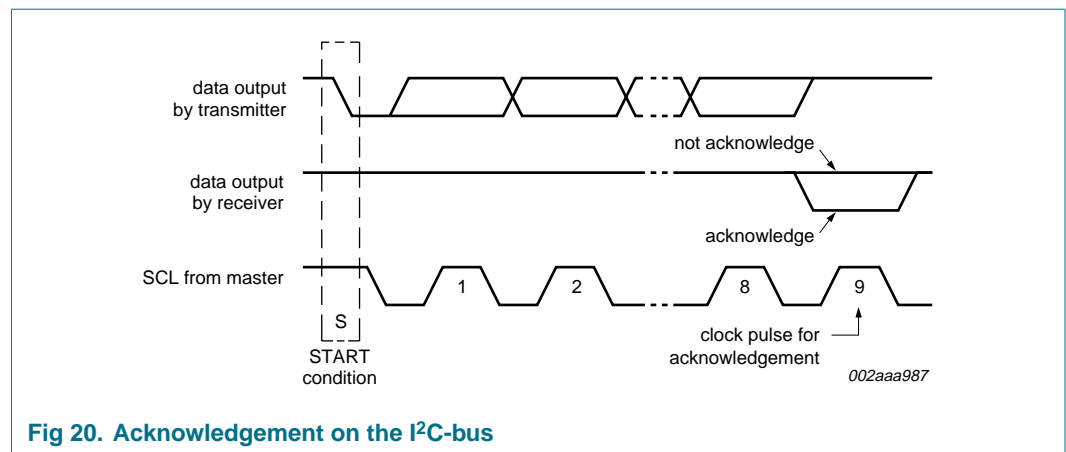 data output
by transmitter
not acknowledge
data output
by receiver
acknowledge
SCL from master
1
2
8
9
S
START
condition
clock pulse for
acknowledgement
002aaa987
Fig 20. Acknowledgement on the I²C-bus